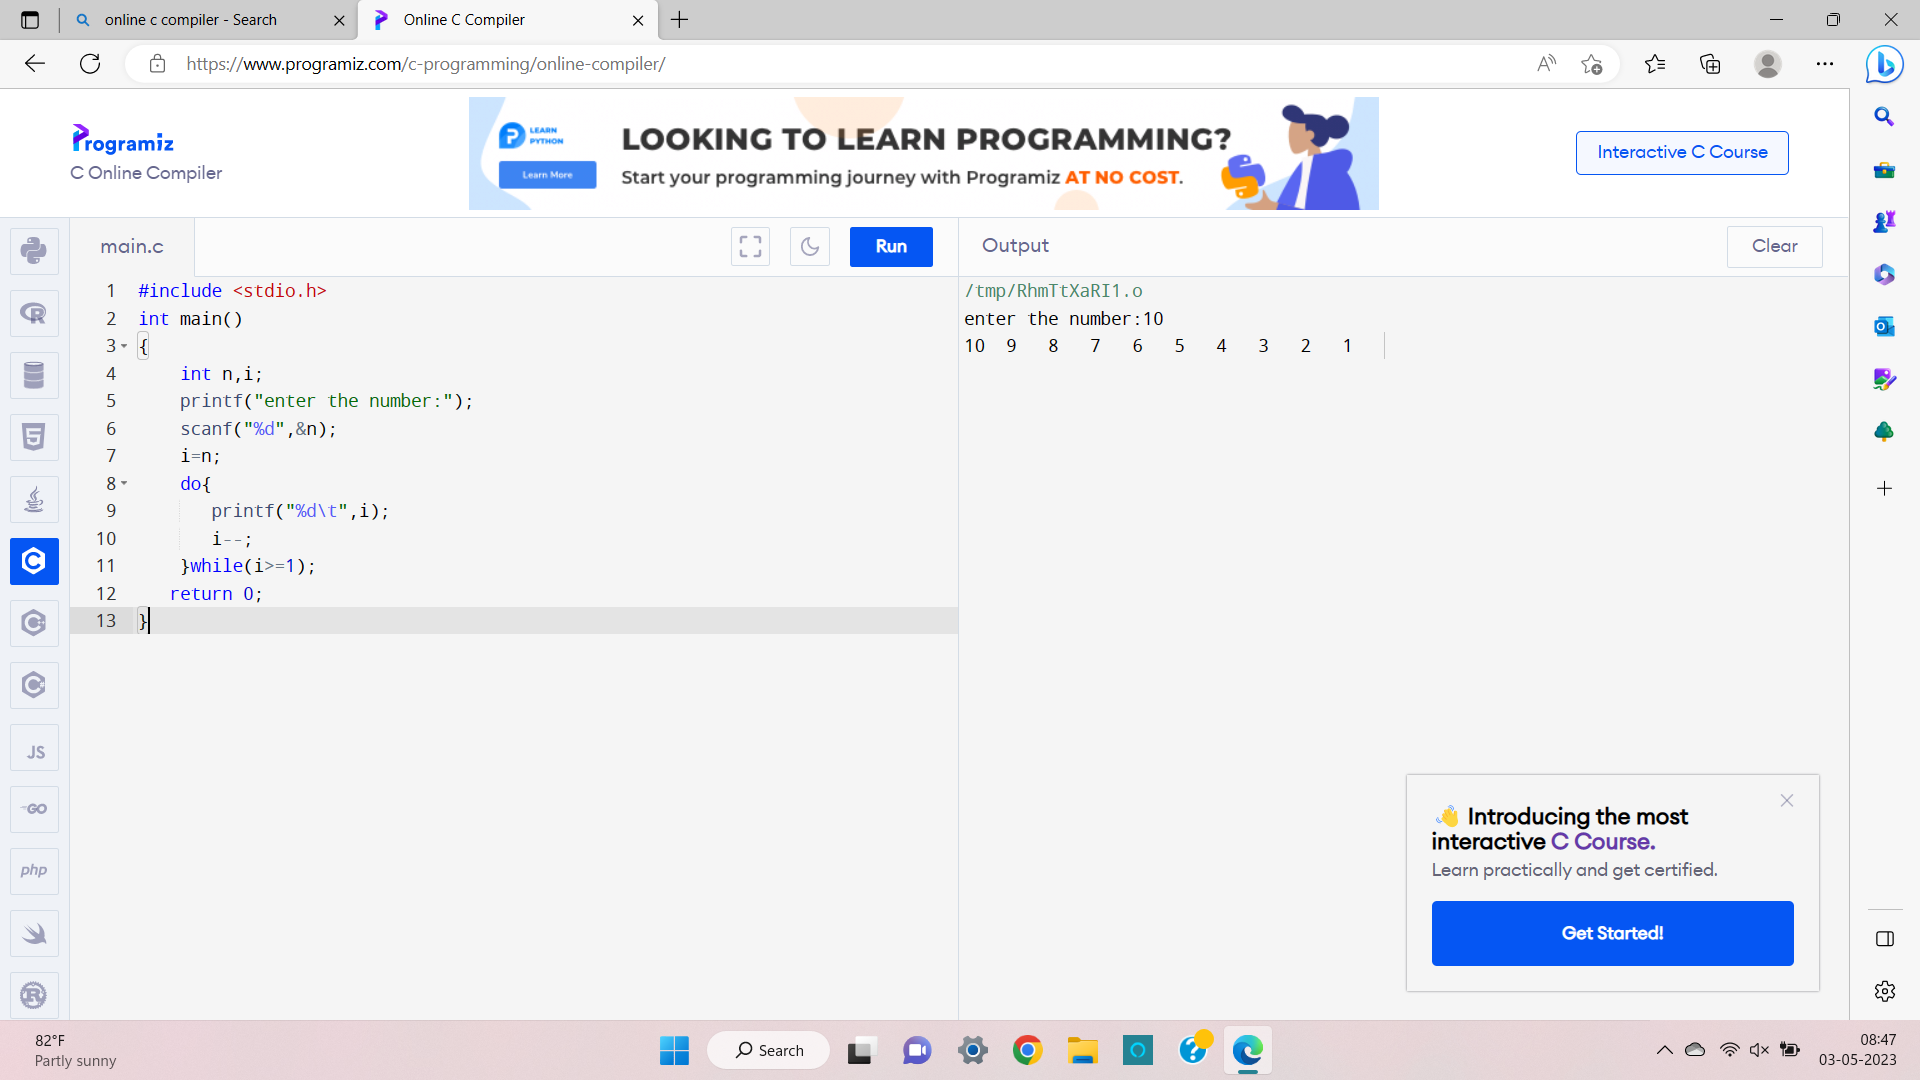 online c compiler - Search
Online C Compiler
https://www.programiz.com/c-programming/online-compiler/
Programiz
C Online Compiler
LEARN
PYTHON
Learn More
LOOKING TO LEARN PROGRAMMING?
Start your programming journey with Programiz AT NO COST.
Interactive C Course
main.c
Run
Output
Clear
1 #include <stdio.h>
2 int main()
3 {
4 int n,i;
5 printf("enter the number:");
6 scanf("%d",&n);
7 i=n;
8 do{
9 printf("%d\t",i);
10 i--;
11 }while(i>=1);
12 return 0;
13 }
/tmp/RhmTtXaRI1.o
enter the number:10
10 9 8 7 6 5 4 3 2 1
JS
GO
php
👋 Introducing the most
interactive C Course.
Learn practically and get certified.
Get Started!
82°F
Partly sunny
Search
08:47
03-05-2023